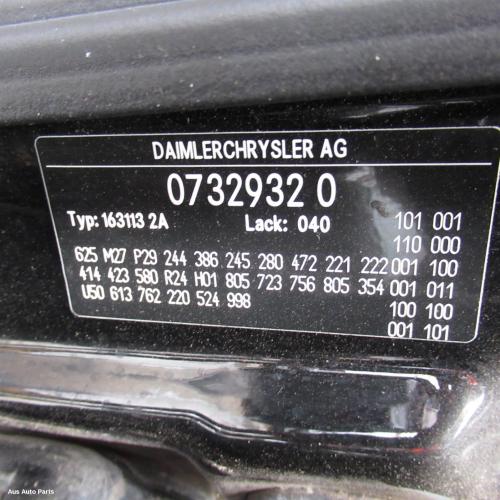 DAIMLERCHRYSLER AG
0732932 0
Typ: 163113 2A Lack: 040 101 001
110 000
625 M27 P29 244 386 245 280 472 221 222 001 100
414 423 580 R24 H01 805 723 756 805 354 001 011
U50 613 762 220 524 998 100 100
001 101
Aus Auto Parts